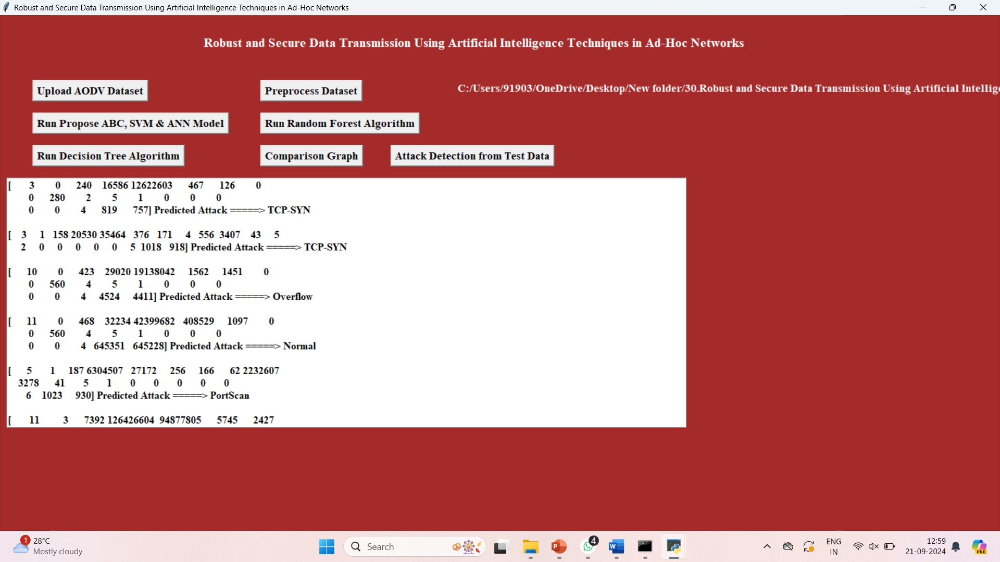 Robust and Secure Data Transmission Using Artificial Intelligence Techniques in Ad-Hoc Networks
Robust and Secure Data Transmission Using Artificial Intelligence Techniques in Ad-Hoc Networks
Upload AODV Dataset
Preprocess Dataset
C:/Users/91903/OneDrive/Desktop/New folder/30.Robust and Secure Data Transmission Using Artificial Intellige
Run Propose ABC, SVM & ANN Model
Run Random Forest Algorithm
Run Decision Tree Algorithm
Comparison Graph
Attack Detection from Test Data
[ 3 0 240 16586 12622603 467 126 0
0 280 2 5 1 0 0 0
0 0 4 819 757] Predicted Attack =====> TCP-SYN
[ 3 1 158 20530 35464 376 171 4 556 3407 43 5
2 0 0 0 0 0 5 1018 918] Predicted Attack =====> TCP-SYN
[ 10 0 423 29020 19138042 1562 1451 0
0 560 4 5 1 0 0 0
0 0 4 4524 4411] Predicted Attack =====> Overflow
[ 11 0 468 32234 42399682 408529 1097 0
0 560 4 5 1 0 0 0
0 0 4 645351 645228] Predicted Attack =====> Normal
[ 5 1 187 6304507 27172 256 166 62 2232607
3278 41 5 1 0 0 0 0 0
6 1023 930] Predicted Attack =====> PortScan
[ 11 3 7392 126426604 94877805 5745 2427
1
28°C
Mostly cloudy
Search
4
ENG
IN
12:59
21-09-2024
PRE